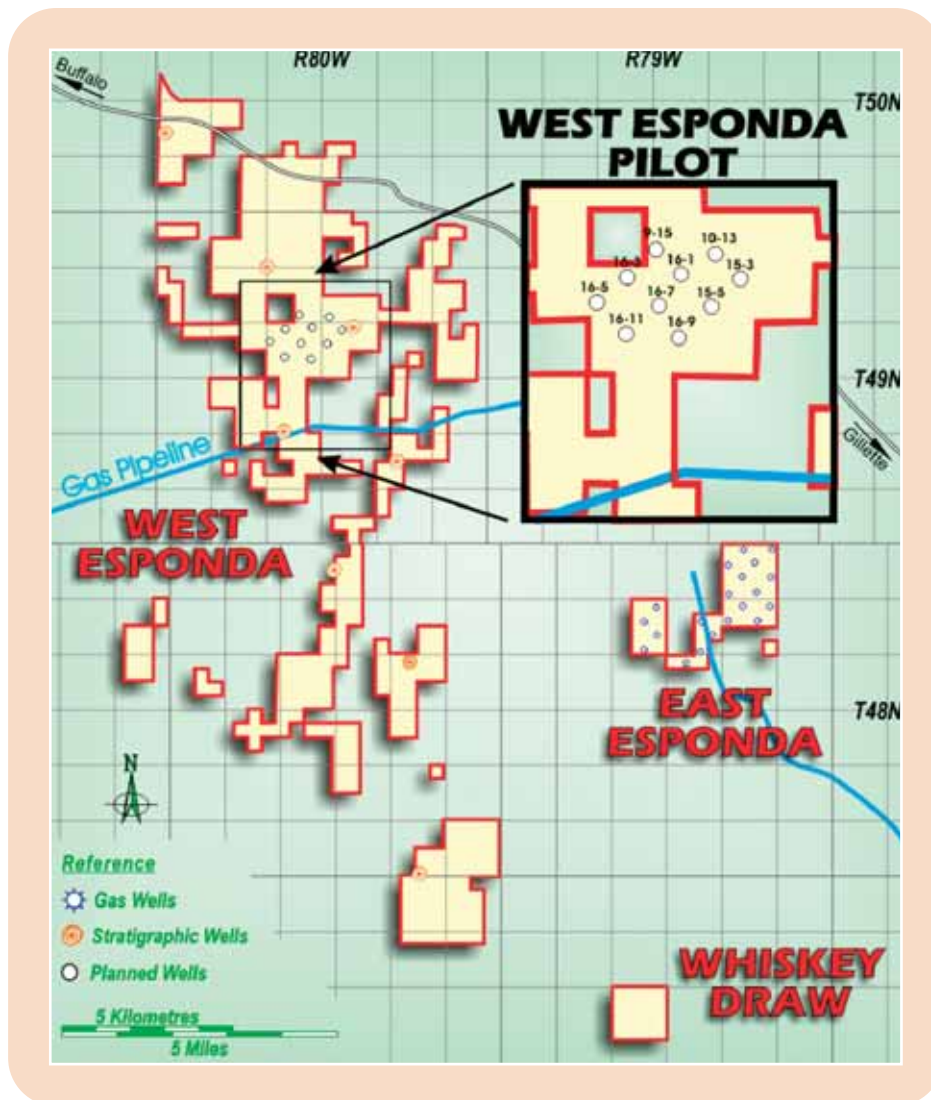 R80W
R79W
Buffalo
T50N
WEST ESPONDA
PILOT
9-15
10-13
16-3
16-1
15-3
16-5
16-7
15-5
16-11
16-9
T49N
Gillette
Gas Pipeline
WEST
ESPONDA
EAST
ESPONDA
T48N
N
Reference
Gas Wells
Stratigraphic Wells
Planned Wells
5 Kilometres
5 Miles
WHISKEY
DRAW